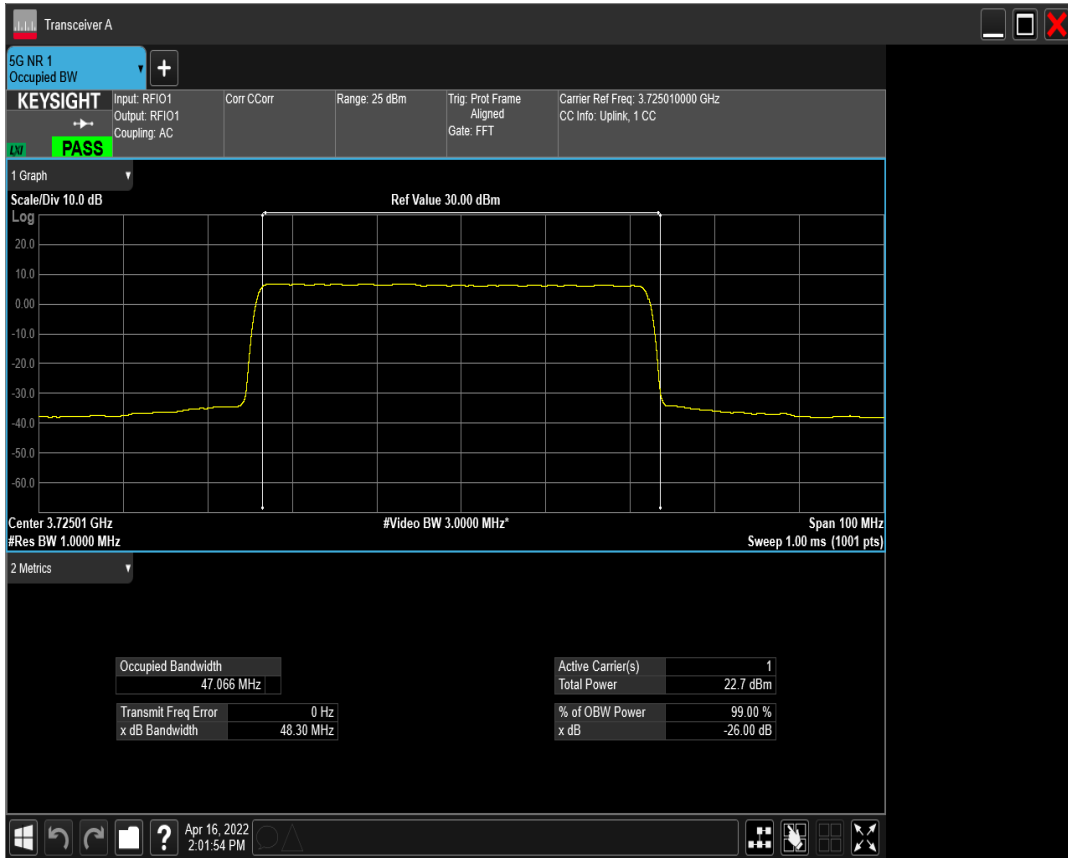 Transceiver A
5G NR 1
Occupied BW
KEYSIGHT
LXI
PASS
Input: RFIO1
Output: RFIO1
Coupling: AC
Corr CCorr
Range: 25 dBm
Trig: Prot Frame
Aligned
Gate: FFT
Carrier Ref Freq: 3.725010000 GHz
CC Info: Uplink, 1 CC
1 Graph
Scale/Div 10.0 dB
Ref Value 30.00 dBm
Log
20.0
10.0
0.00
-10.0
-20.0
-30.0
-40.0
-50.0
-60.0
Center 3.72501 GHz
#Video BW 3.0000 MHz*
Span 100 MHz
#Res BW 1.0000 MHz
Sweep 1.00 ms (1001 pts)
2 Metrics
Occupied Bandwidth
47.066 MHz
Transmit Freq Error 0 Hz
x dB Bandwidth 48.30 MHz
Active Carrier(s) 1
Total Power 22.7 dBm
% of OBW Power 99.00 %
x dB -26.00 dB
?
Apr 16, 2022
2:01:54 PM